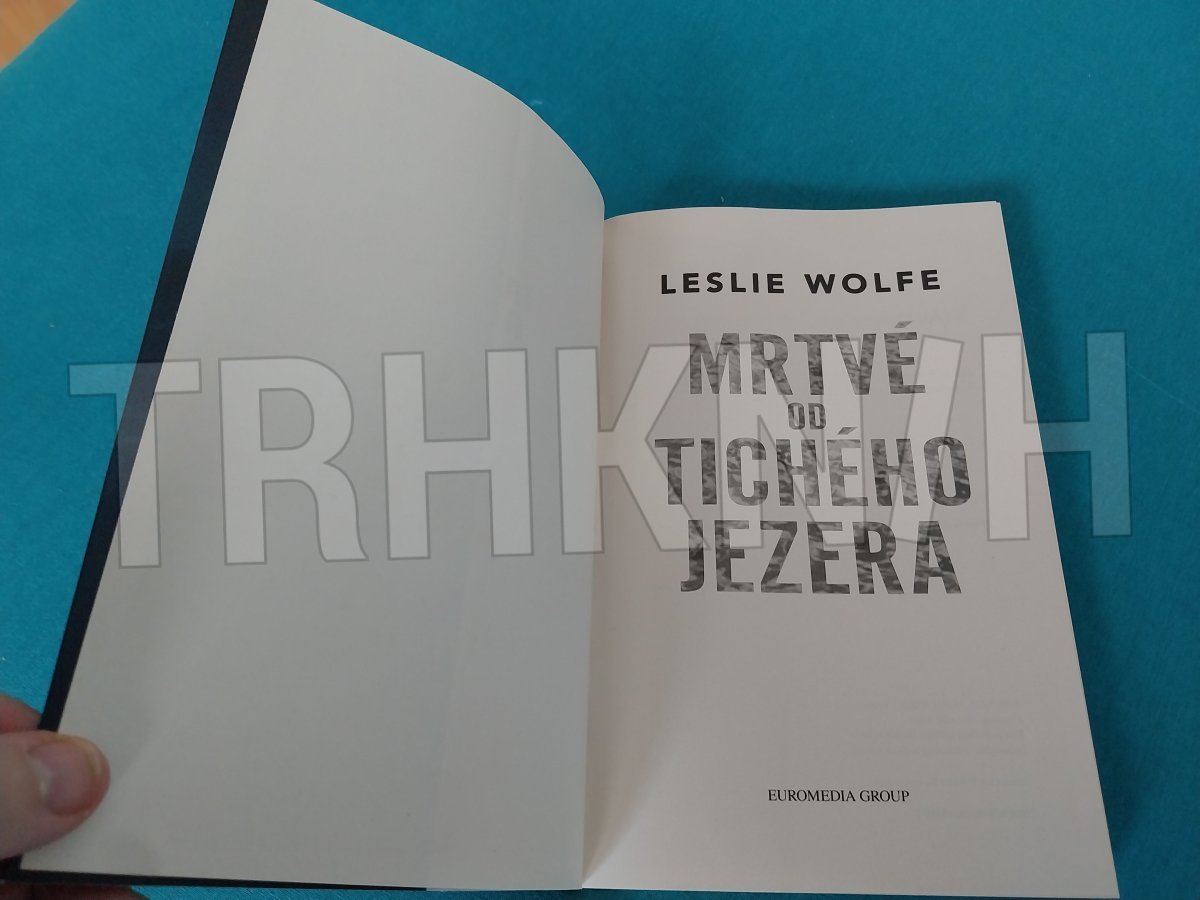 LESLIE WOLFE
MRTVÉ
OD
TICHÉHO
JEZERA
TRHKNIH
EUROMEDIA GROUP